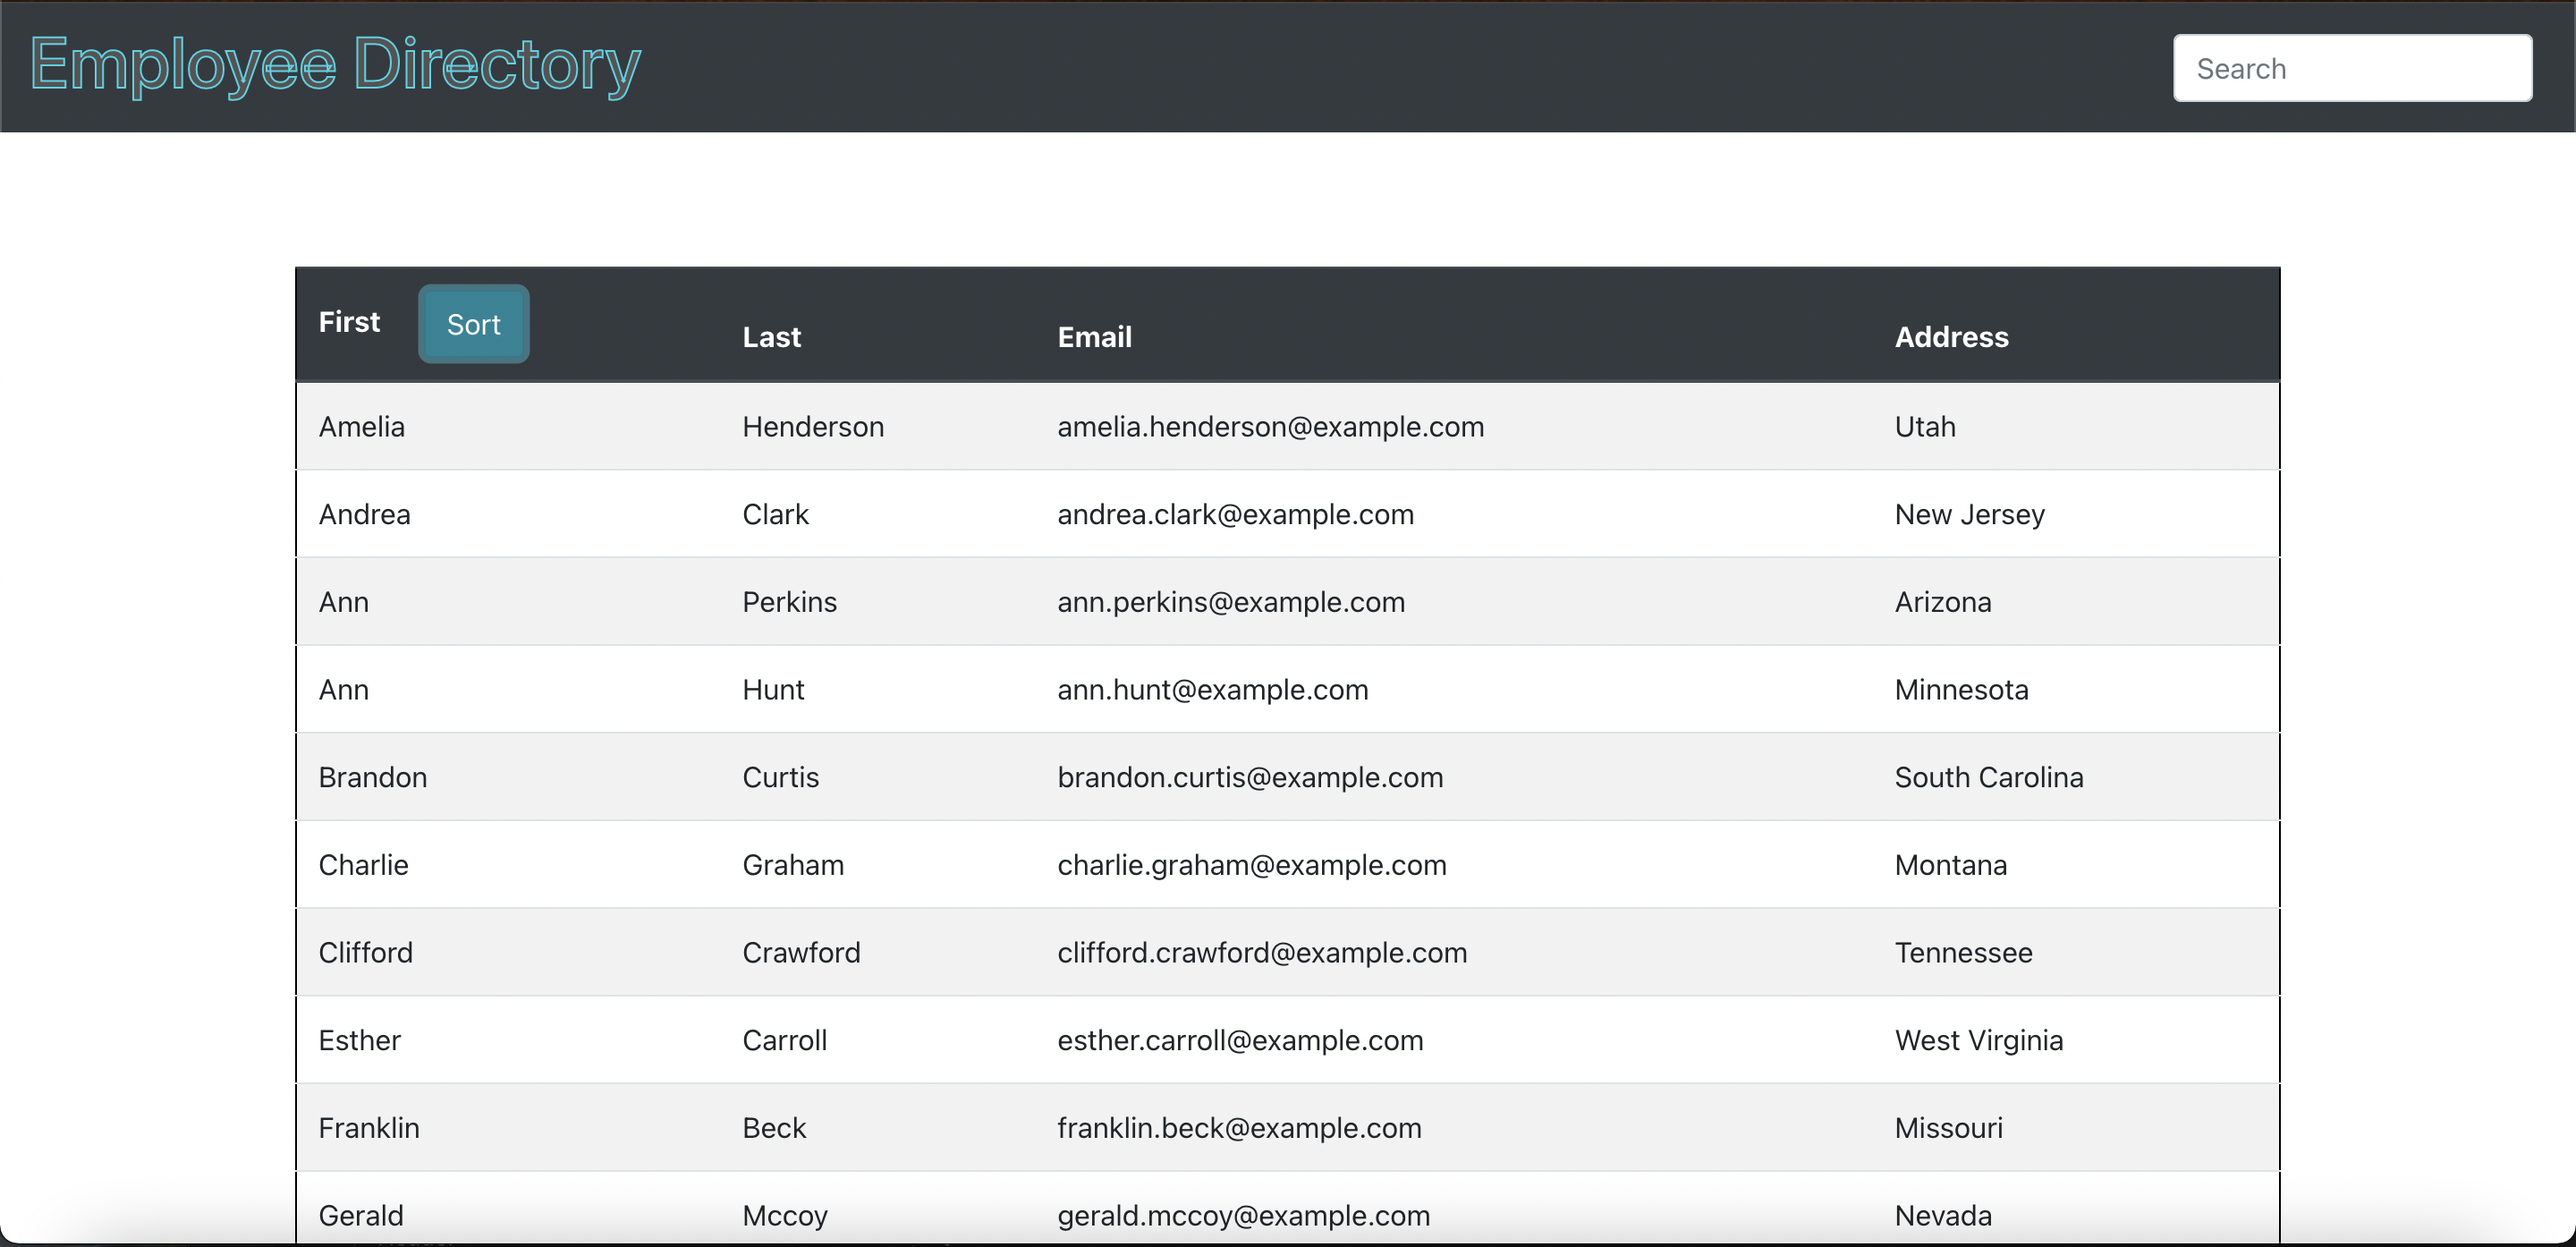 Employee Directory
Search
First Sort Last Email Address
Amelia Henderson amelia.henderson@example.com Utah
Andrea Clark andrea.clark@example.com New Jersey
Ann Perkins ann.perkins@example.com Arizona
Ann Hunt ann.hunt@example.com Minnesota
Brandon Curtis brandon.curtis@example.com South Carolina
Charlie Graham charlie.graham@example.com Montana
Clifford Crawford clifford.crawford@example.com Tennessee
Esther Carroll esther.carroll@example.com West Virginia
Franklin Beck franklin.beck@example.com Missouri
Gerald Mccoy gerald.mccoy@example.com Nevada